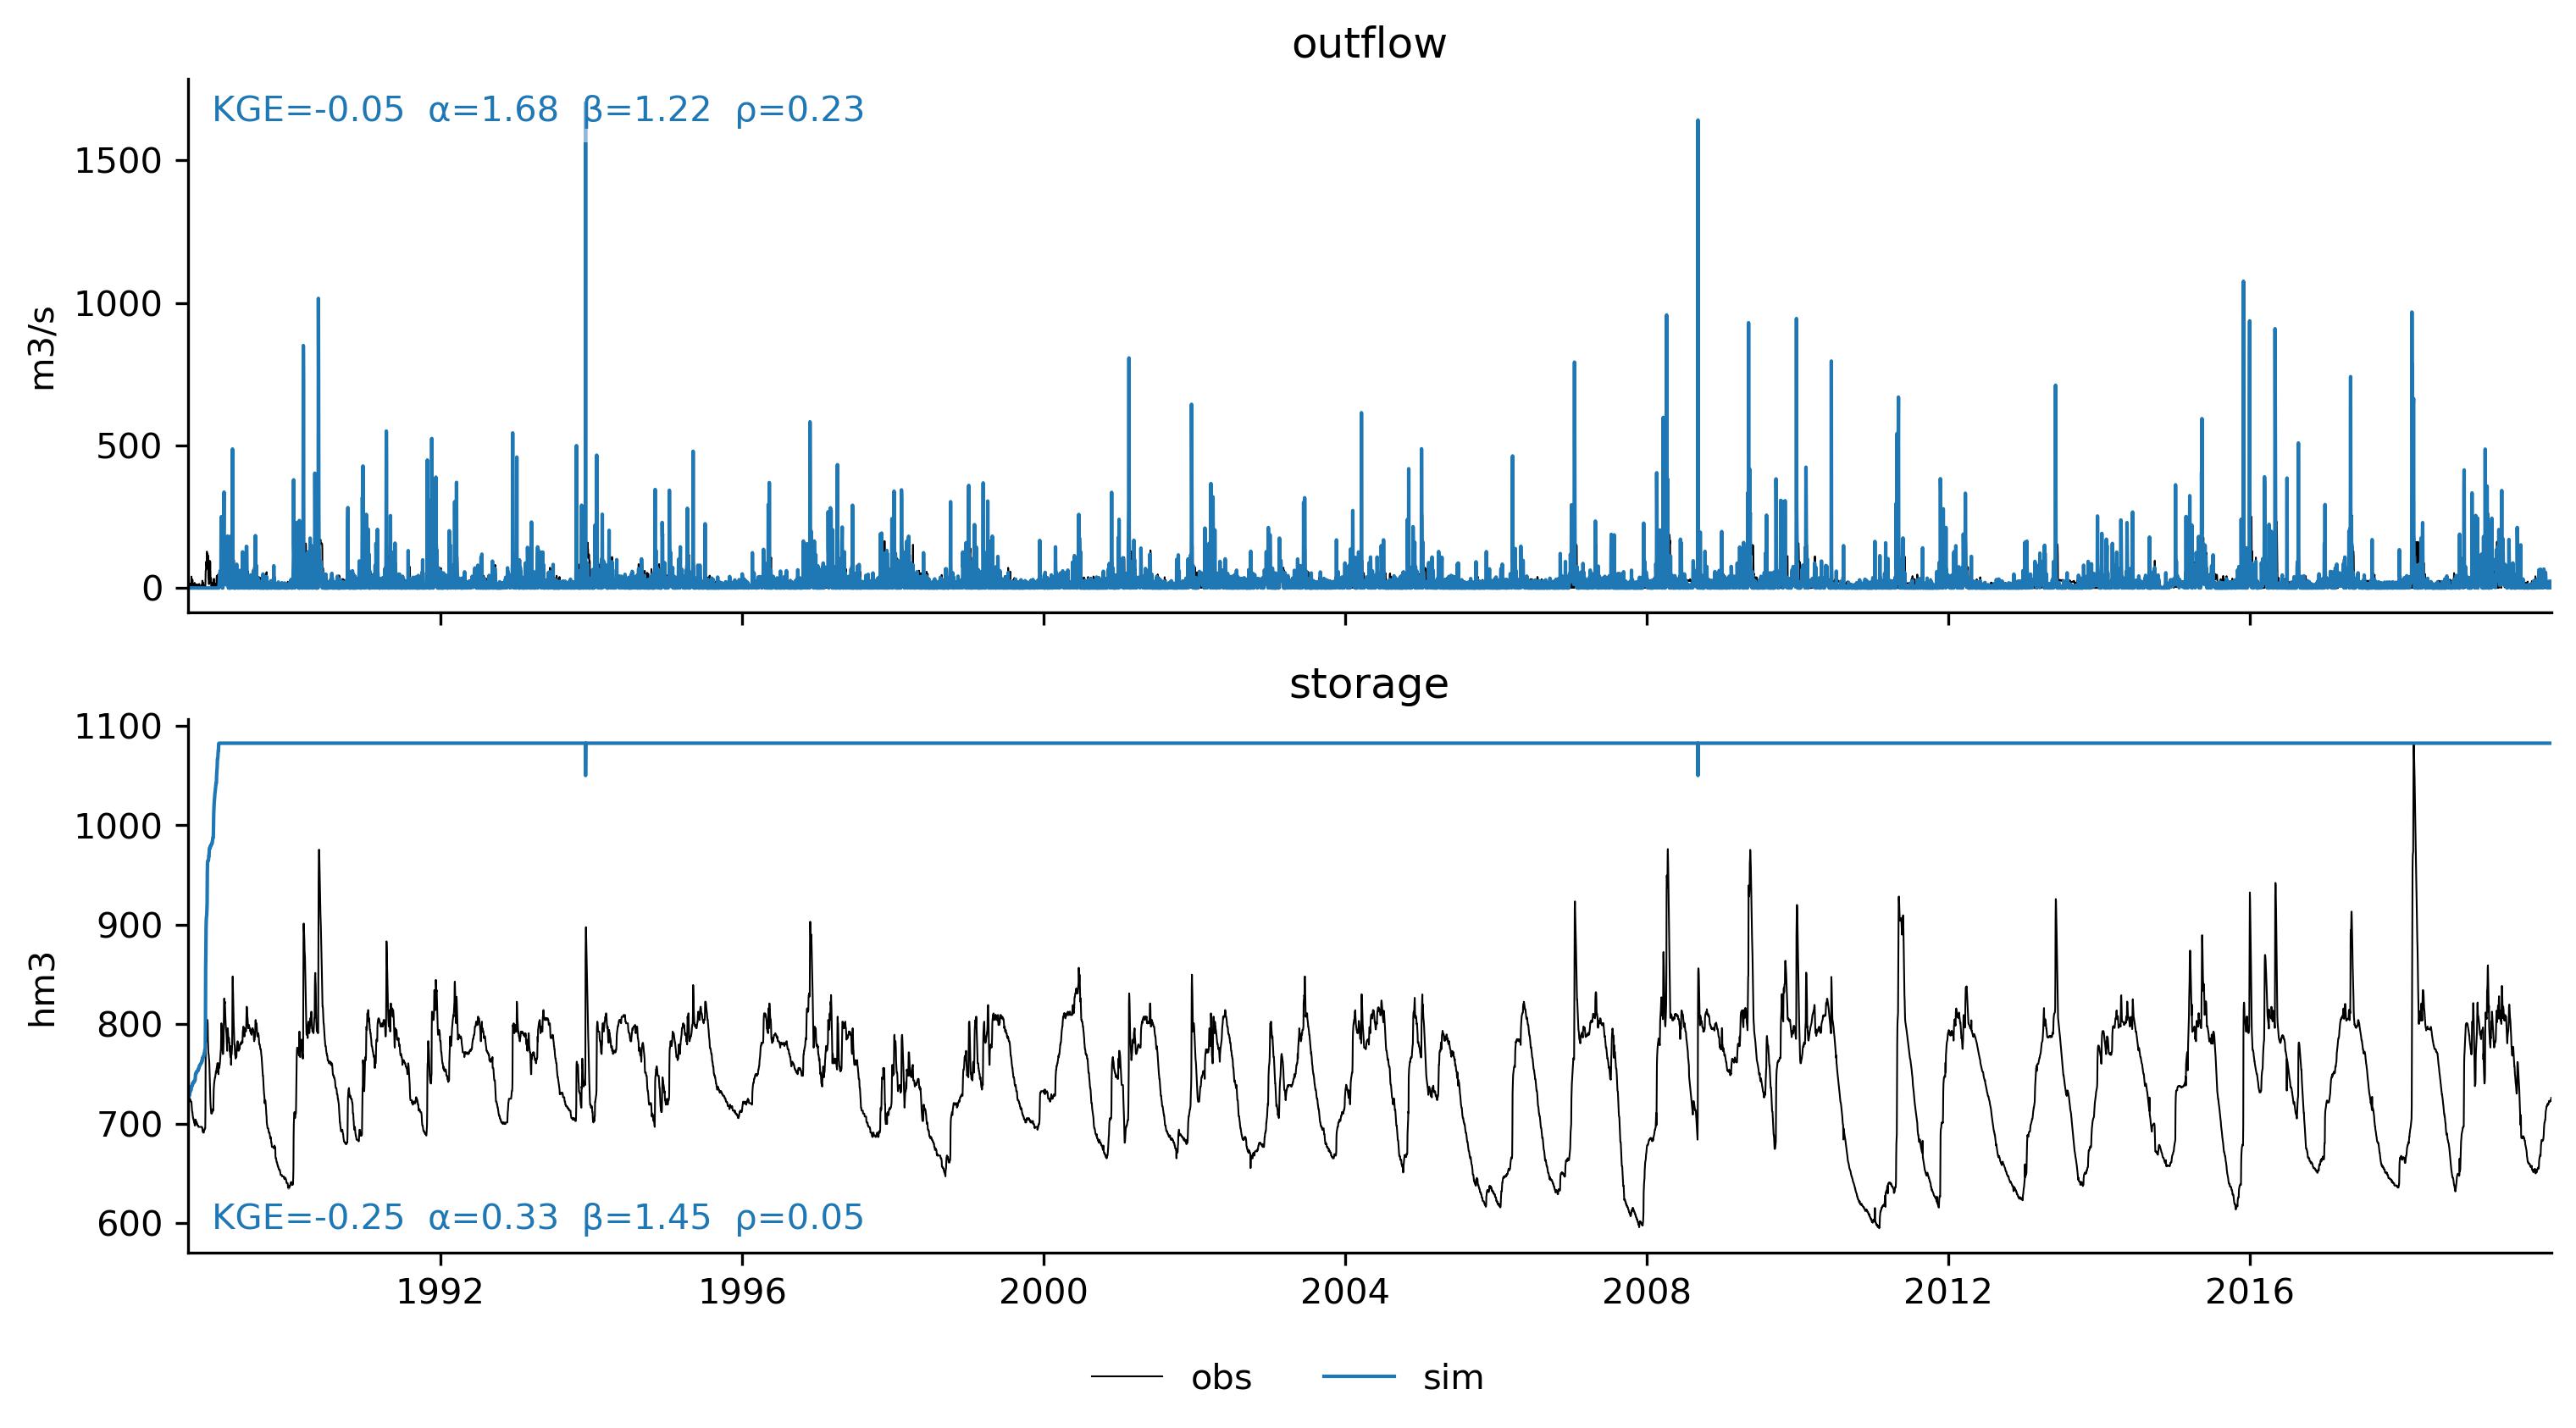 outflow
KGE=-0.05 α=1.68 β=1.22 ρ=0.23
m3/s
1500
1000
500
0
storage
hm3
1100
1000
900
800
700
600
KGE=-0.25 α=0.33 β=1.45 ρ=0.05
1992 1996 2000 2004 2008 2012 2016
obs sim